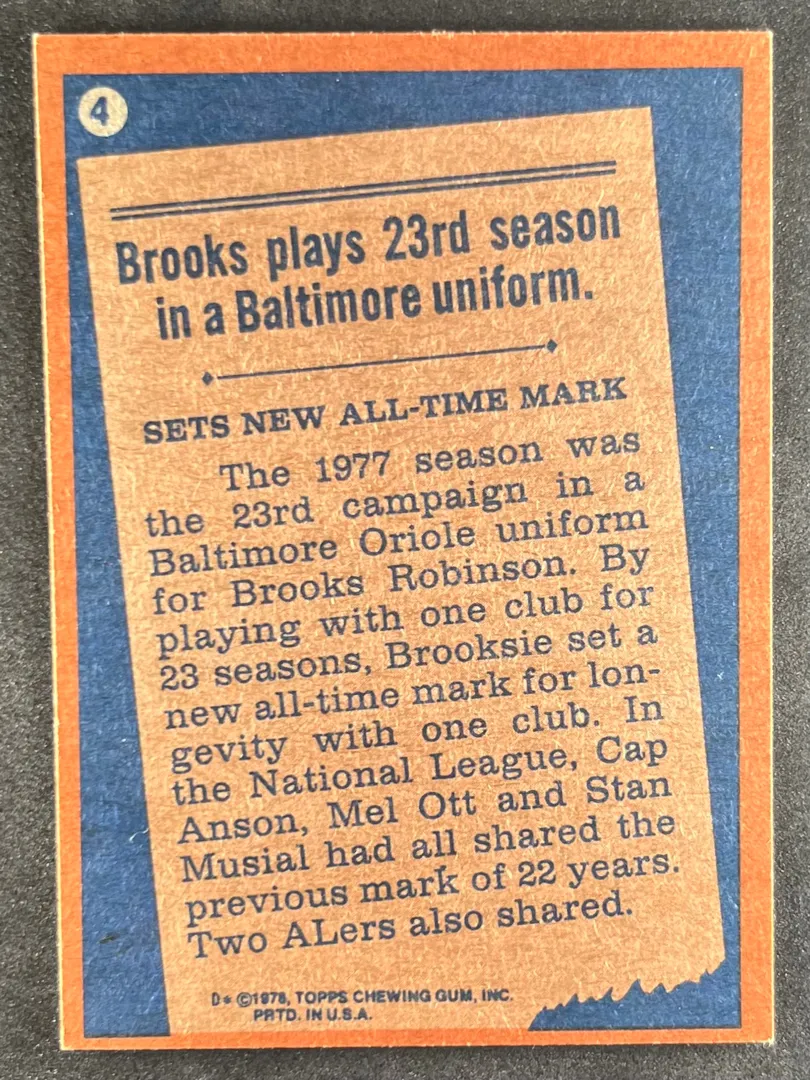 4
Brooks plays 23rd season
in a Baltimore uniform.
SETS NEW ALL-TIME MARK
The 1977 season was
the 23rd campaign in a
Baltimore Oriole uniform
for Brooks Robinson. By
playing with one club for
23 seasons, Brooksie set a
new all-time mark for lon-
gevity with one club. In
the National League, Cap
Anson, Mel Ott and Stan
Musial had all shared the
previous mark of 22 years.
Two ALers also shared.
D* ©1978, TOPPS CHEWING GUM, INC.
PRTD. IN U.S.A.